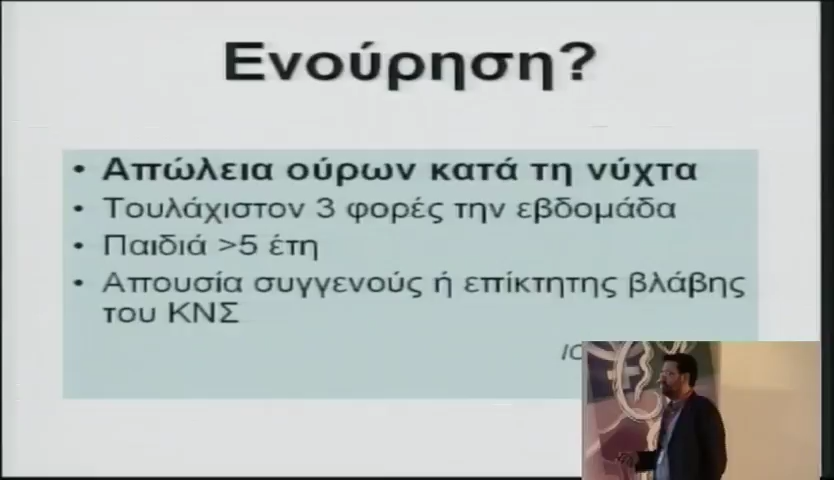 Ενούρηση?
• Απώλεια ούρων κατά τη νύχτα
• Τουλάχιστον 3 φορές την εβδομάδα
• Παιδιά >5 έτη
• Απουσία συγγενούς ή επίκτητης βλάβης
του ΚΝΣ